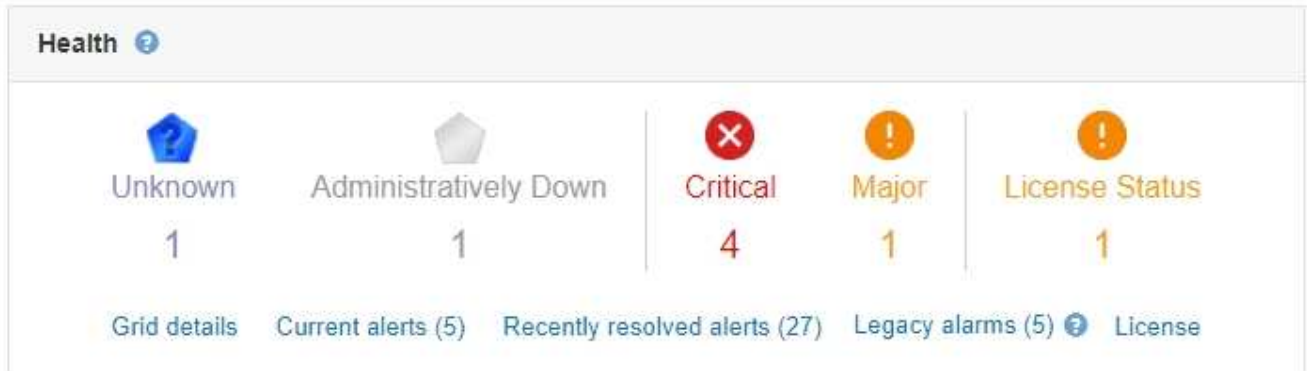 Health ?
?
! !
Unknown Administratively Down Critical Major License Status
1 1 4 1 1
Grid details Current alerts (5) Recently resolved alerts (27) Legacy alarms (5) ? License